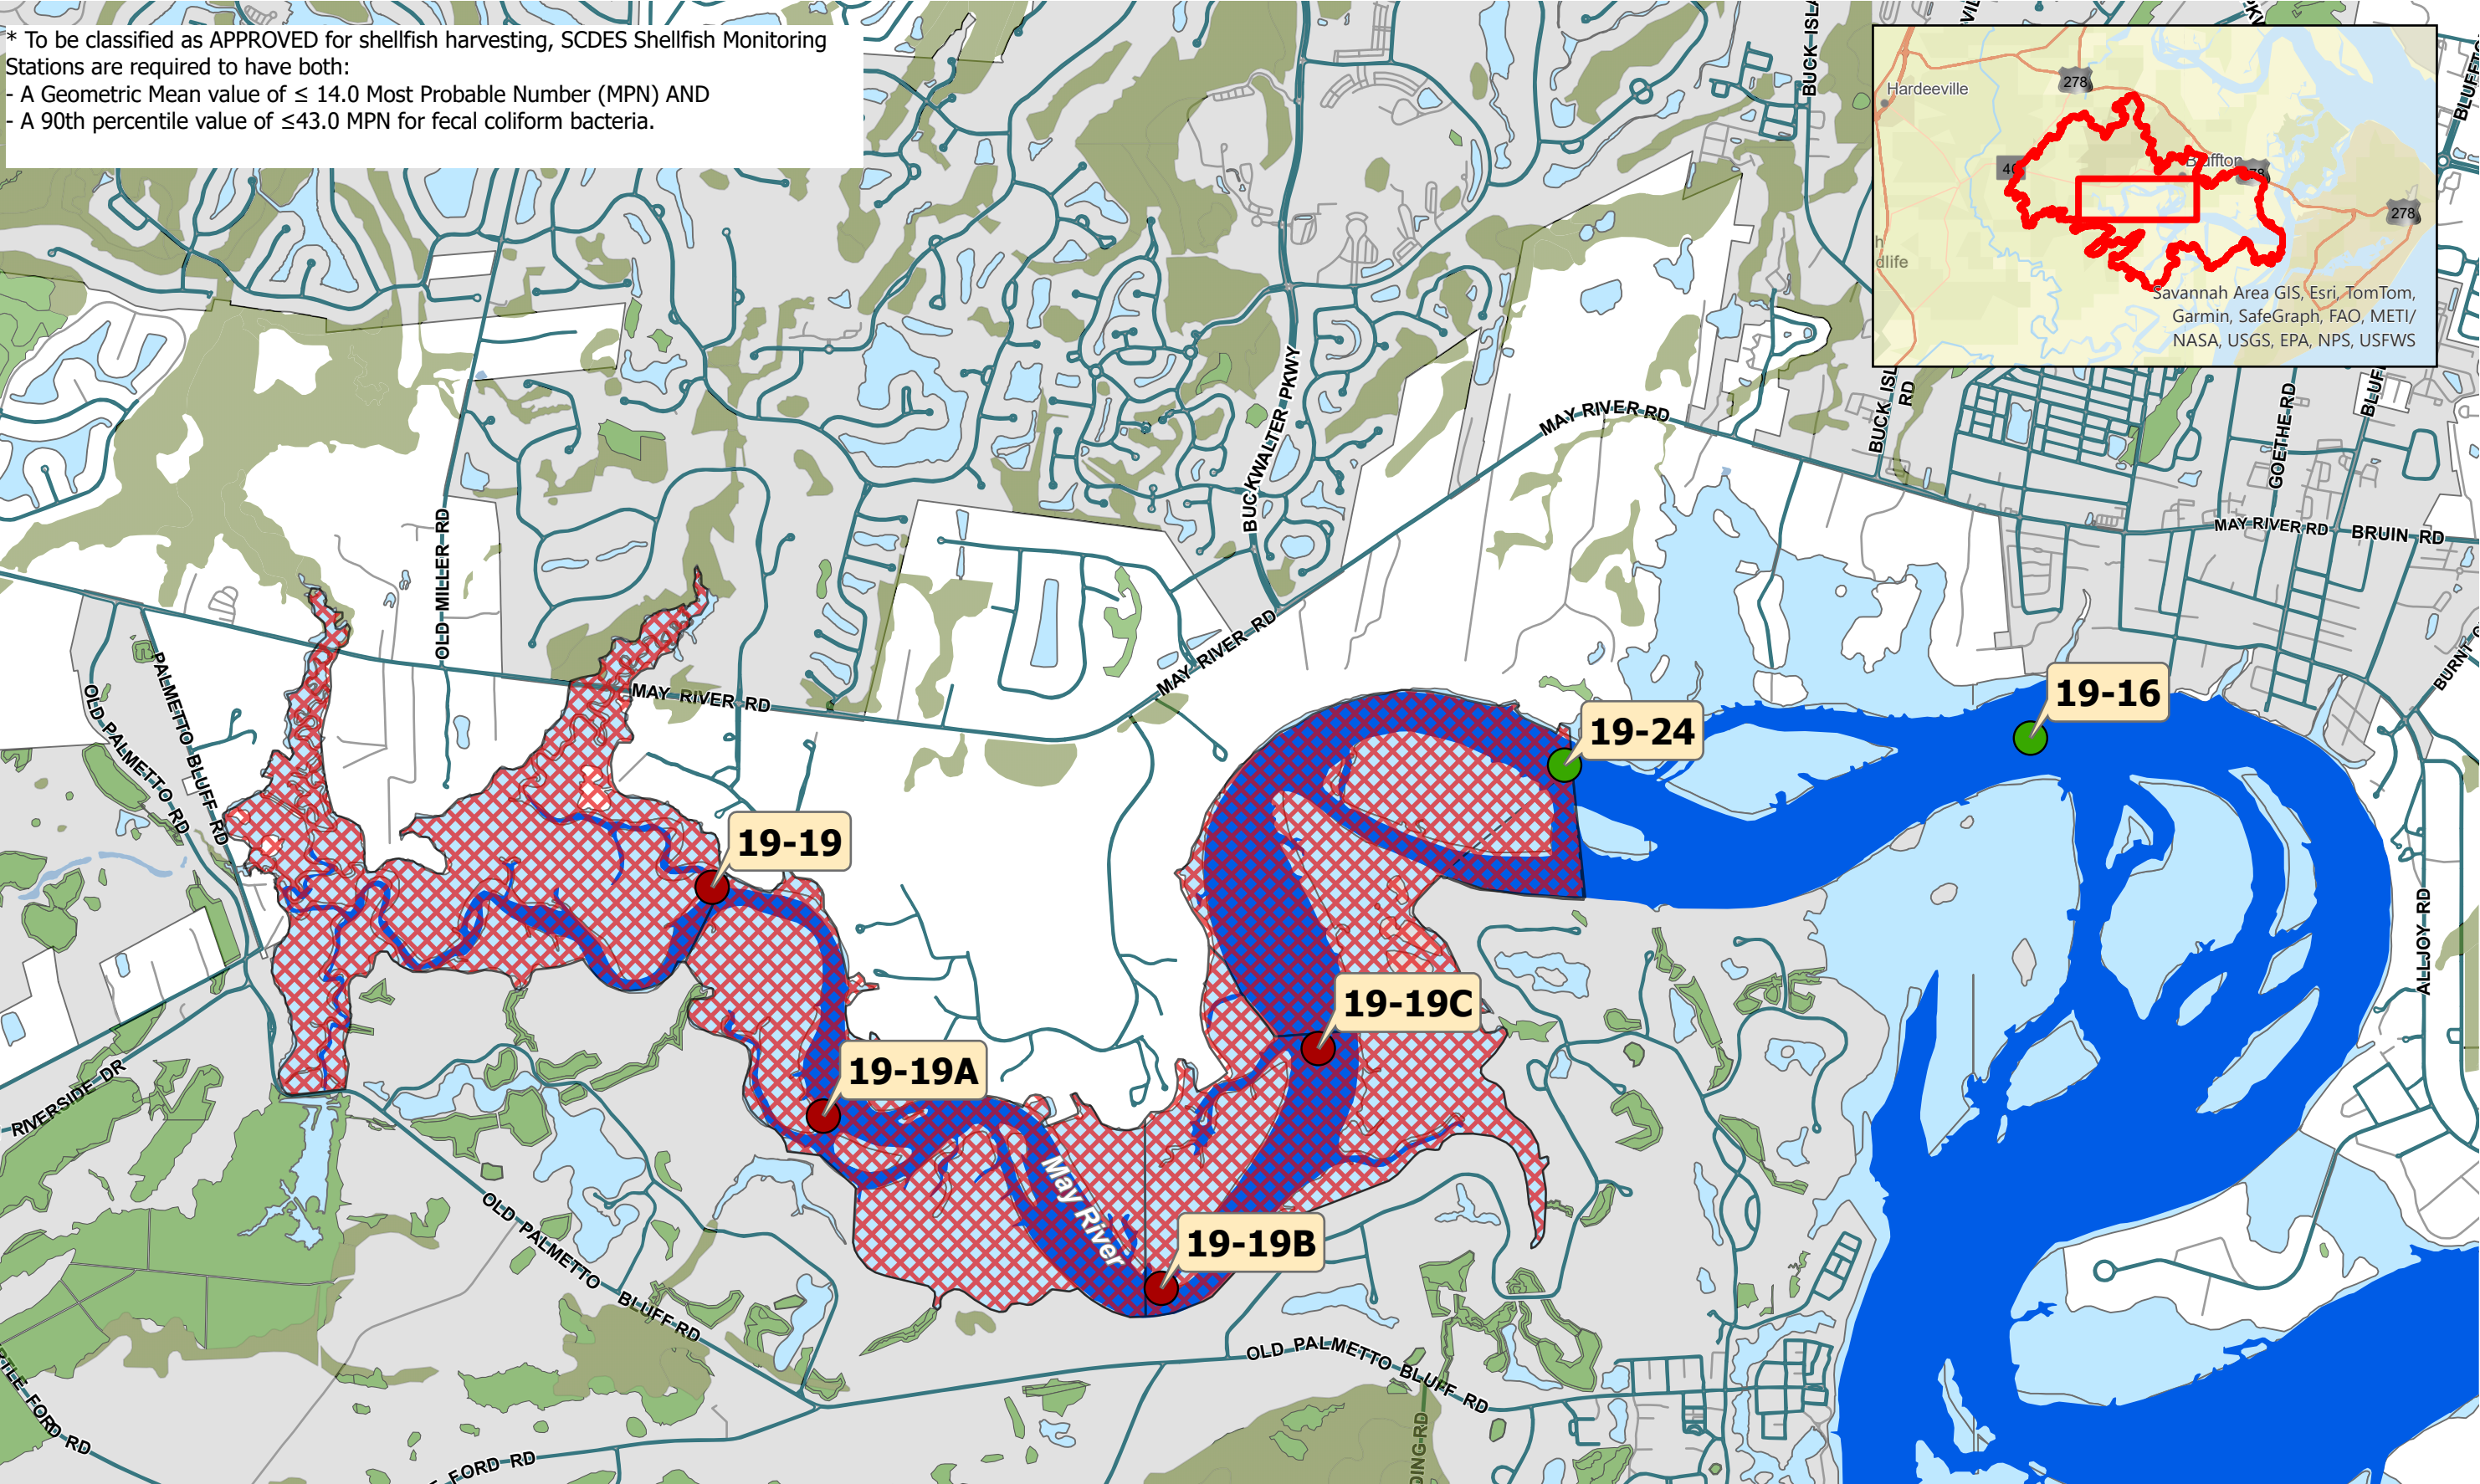 * To be classified as APPROVED for shellfish harvesting, SCDES Shellfish Monitoring
Stations are required to have both:
- A Geometric Mean value of ≤ 14.0 Most Probable Number (MPN) AND
- A 90th percentile value of ≤43.0 MPN for fecal coliform bacteria.
278
Hardeeville
Bluffton
278
Savannah Area GIS, Esri, TomTom,
Garmin, SafeGraph, FAO, METI/
NASA, USGS, EPA, NPS, USFWS
BUCKWALTER PKWY
MAY RIVER RD
BUCK ISL
RD
GOETHE RD
MAY RIVER RD
BRUIN RD
OLD MILLER RD
MAY RIVER RD
MAY RIVER RD
PALMETTO BLUFF RD
OLD PALMETTO RD
19-16
19-24
19-19
19-19C
19-19A
19-19B
May River
ALLJOY RD
RIVERSIDE DR
OLD PALMETTO BLUFF RD
OLD PALMETTO BLUFF RD
FORD RD
FORD RD